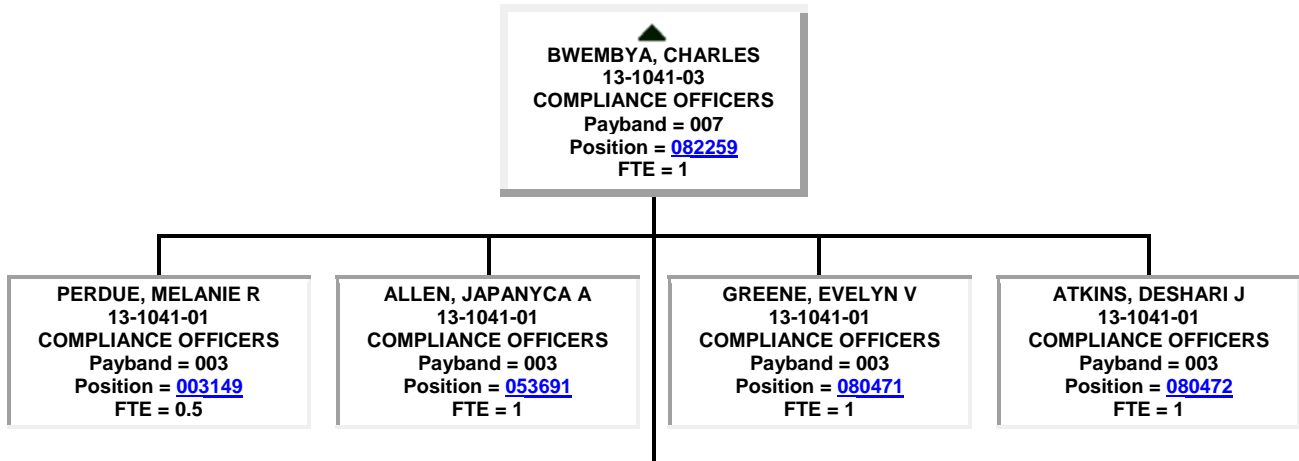 BWEMBYA, CHARLES
13-1041-03
COMPLIANCE OFFICERS
Payband = 007
Position = 082259
FTE = 1
PERDUE, MELANIE R
13-1041-01
COMPLIANCE OFFICERS
Payband = 003
Position = 003149
FTE = 0.5
ALLEN, JAPANYCA A
13-1041-01
COMPLIANCE OFFICERS
Payband = 003
Position = 053691
FTE = 1
GREENE, EVELYN V
13-1041-01
COMPLIANCE OFFICERS
Payband = 003
Position = 080471
FTE = 1
ATKINS, DESHARI J
13-1041-01
COMPLIANCE OFFICERS
Payband = 003
Position = 080472
FTE = 1